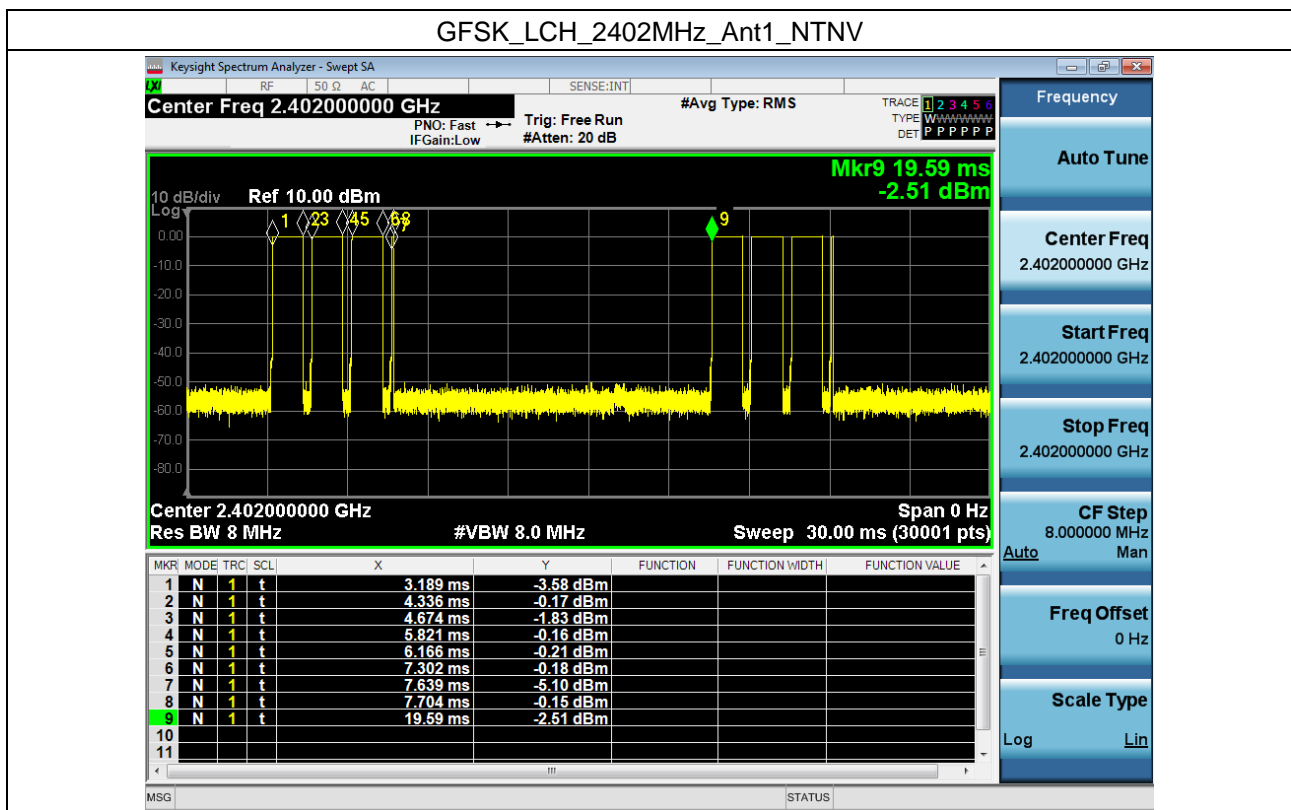 GFSK_LCH_2402MHz_Ant1_NTNV
Keysight Spectrum Analyzer - Swept SA
LXI RF 50 Ω AC SENSE:INT
Center Freq 2.402000000 GHz
PNO: Fast
IFGain:Low
Trig: Free Run
#Atten: 20 dB
#Avg Type: RMS
TRACE 1 2 3 4 5 6
TYPE W W W W W W
DET P P P P P P
Mkr9 19.59 ms
-2.51 dBm
10 dB/div Ref 10.00 dBm
Log
1 2 3 4 5 6 7 8 9
0.00
-10.0
-20.0
-30.0
-40.0
-50.0
-60.0
-70.0
-80.0
Center 2.402000000 GHz Span 0 Hz
Res BW 8 MHz #VBW 8.0 MHz Sweep 30.00 ms (30001 pts)
MKR MODE TRC SCL X Y FUNCTION FUNCTION WIDTH FUNCTION VALUE
1 N 1 t 3.189 ms -3.58 dBm
2 N 1 t 4.336 ms -0.17 dBm
3 N 1 t 4.674 ms -1.83 dBm
4 N 1 t 5.821 ms -0.16 dBm
5 N 1 t 6.166 ms -0.21 dBm
6 N 1 t 7.302 ms -0.18 dBm
7 N 1 t 7.639 ms -5.10 dBm
8 N 1 t 7.704 ms -0.15 dBm
9 N 1 t 19.59 ms -2.51 dBm
10
11
MSG STATUS
Frequency
Auto Tune
Center Freq
2.402000000 GHz
Start Freq
2.402000000 GHz
Stop Freq
2.402000000 GHz
CF Step
8.000000 MHz
Auto Man
Freq Offset
0 Hz
Scale Type
Log Lin